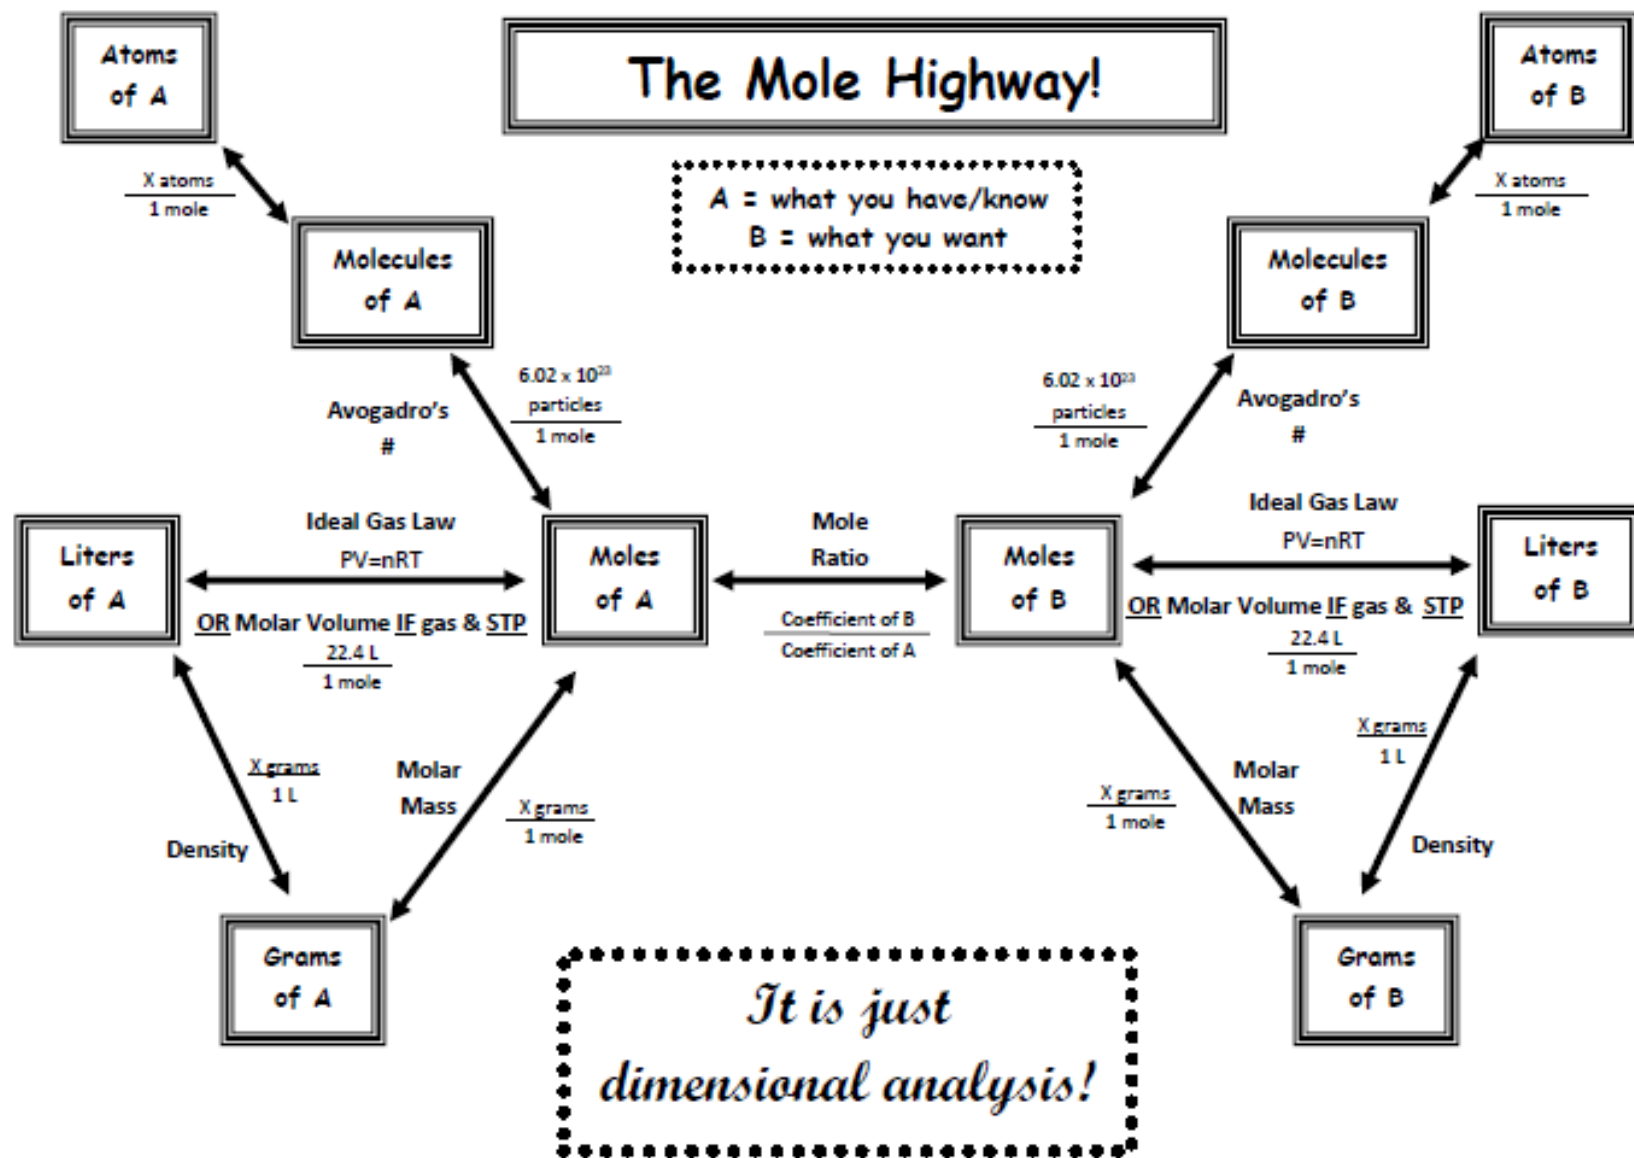 Atoms
of A
The Mole Highway!
Atoms
of B
X atoms
1 mole
A = what you have/know
B = what you want
X atoms
1 mole
Molecules
of A
Molecules
of B
Avogadro's
#
6.02 x 10²³
particles
1 mole
6.02 x 10²³
particles
1 mole
Avogadro's
#
Liters
of A
Ideal Gas Law
PV=nRT
OR Molar Volume IF gas & STP
22.4 L
1 mole
Moles
of A
Mole
Ratio
Coefficient of B
Coefficient of A
Moles
of B
Ideal Gas Law
PV=nRT
OR Molar Volume IF gas & STP
22.4 L
1 mole
Liters
of B
X grams
1 L
Density
Molar
Mass
X grams
1 mole
X grams
1 mole
Molar
Mass
X grams
1 L
Density
Grams
of A
It is just
dimensional analysis!
Grams
of B